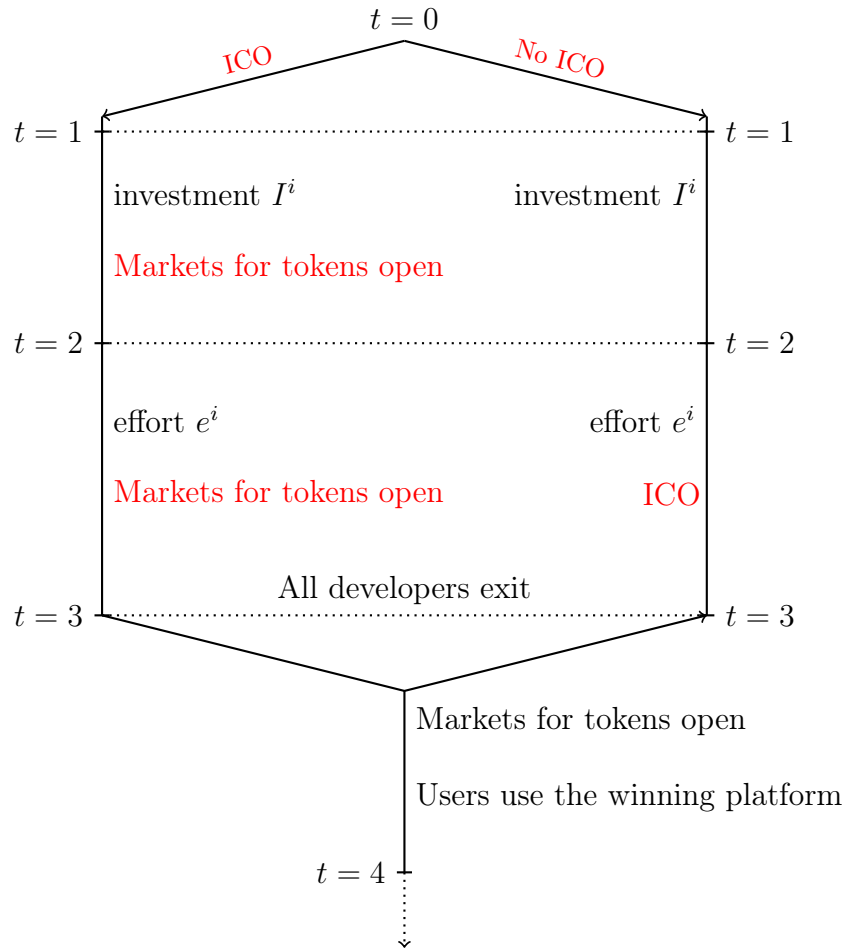 t = 0
ICO
No ICO
t = 1
t = 1
investment I^i
investment I^i
Markets for tokens open
t = 2
t = 2
effort e^i
effort e^i
Markets for tokens open
ICO
All developers exit
t = 3
t = 3
Markets for tokens open
Users use the winning platform
t = 4